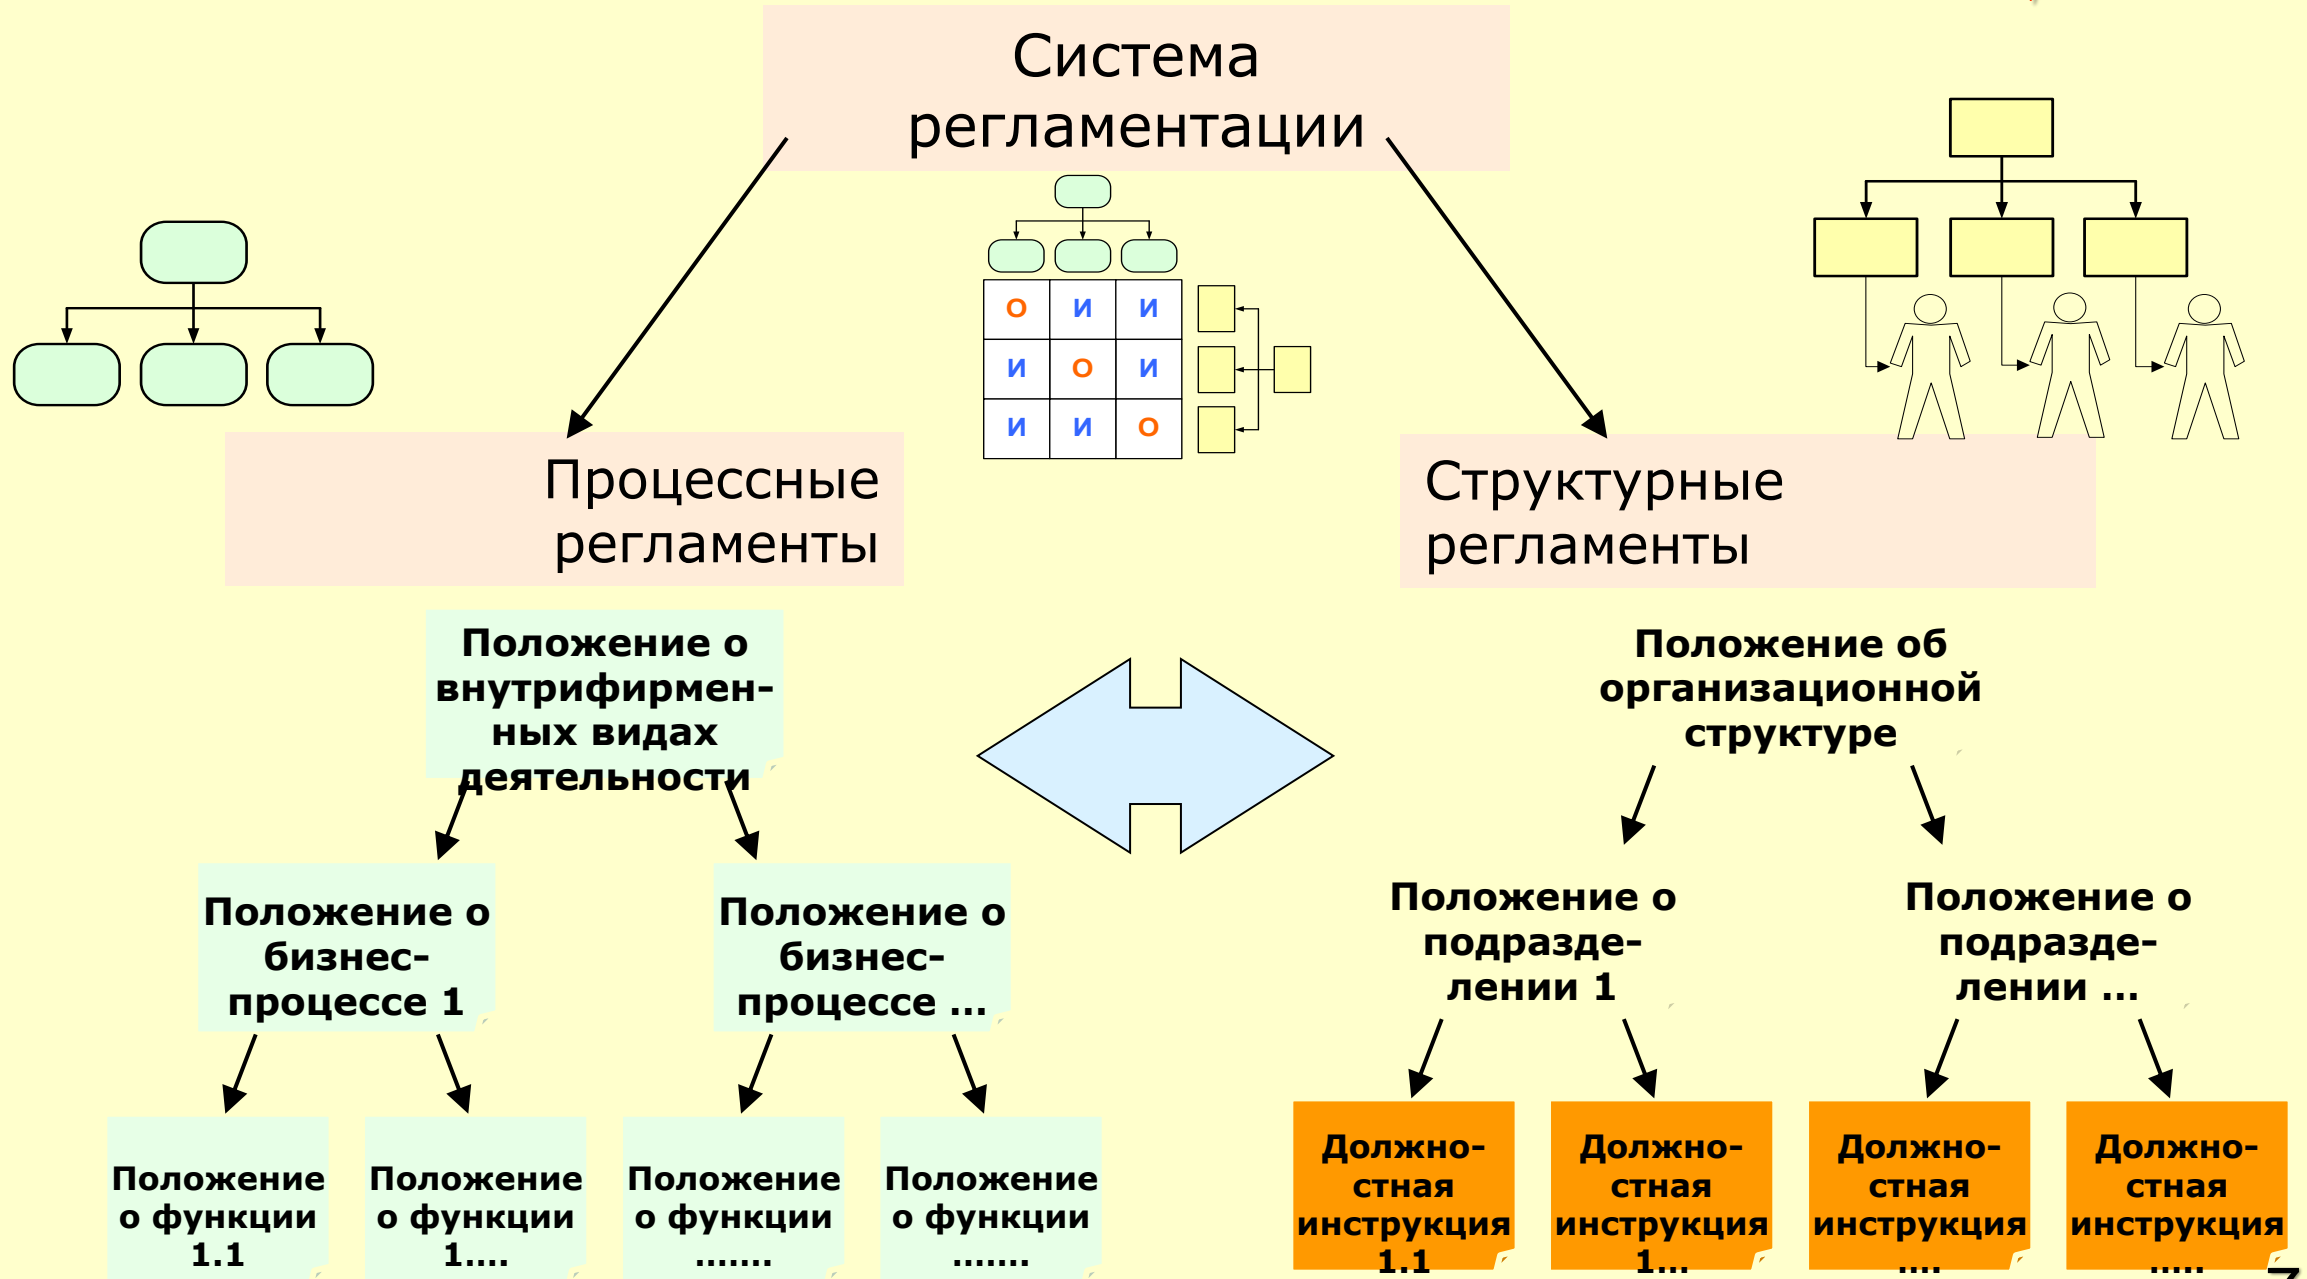 Система
регламентации
О И И
И О И
И И О
Процессные
регламенты
Структурные
регламенты
Положение о
внутрифирмен-
ных видах
деятельности
Положение об
организационной
структуре
Положение о
бизнес-
процессе 1
Положение о
бизнес-
процессе ...
Положение о
подразде-
лении 1
Положение о
подразде-
лении ...
Положение
о функции
1.1
Положение
о функции
1....
Положение
о функции
.......
Положение
о функции
.......
Должно-
стная
инструкция
1.1
Должно-
стная
инструкция
1...
Должно-
стная
инструкция
....
Должно-
стная
инструкция
.....